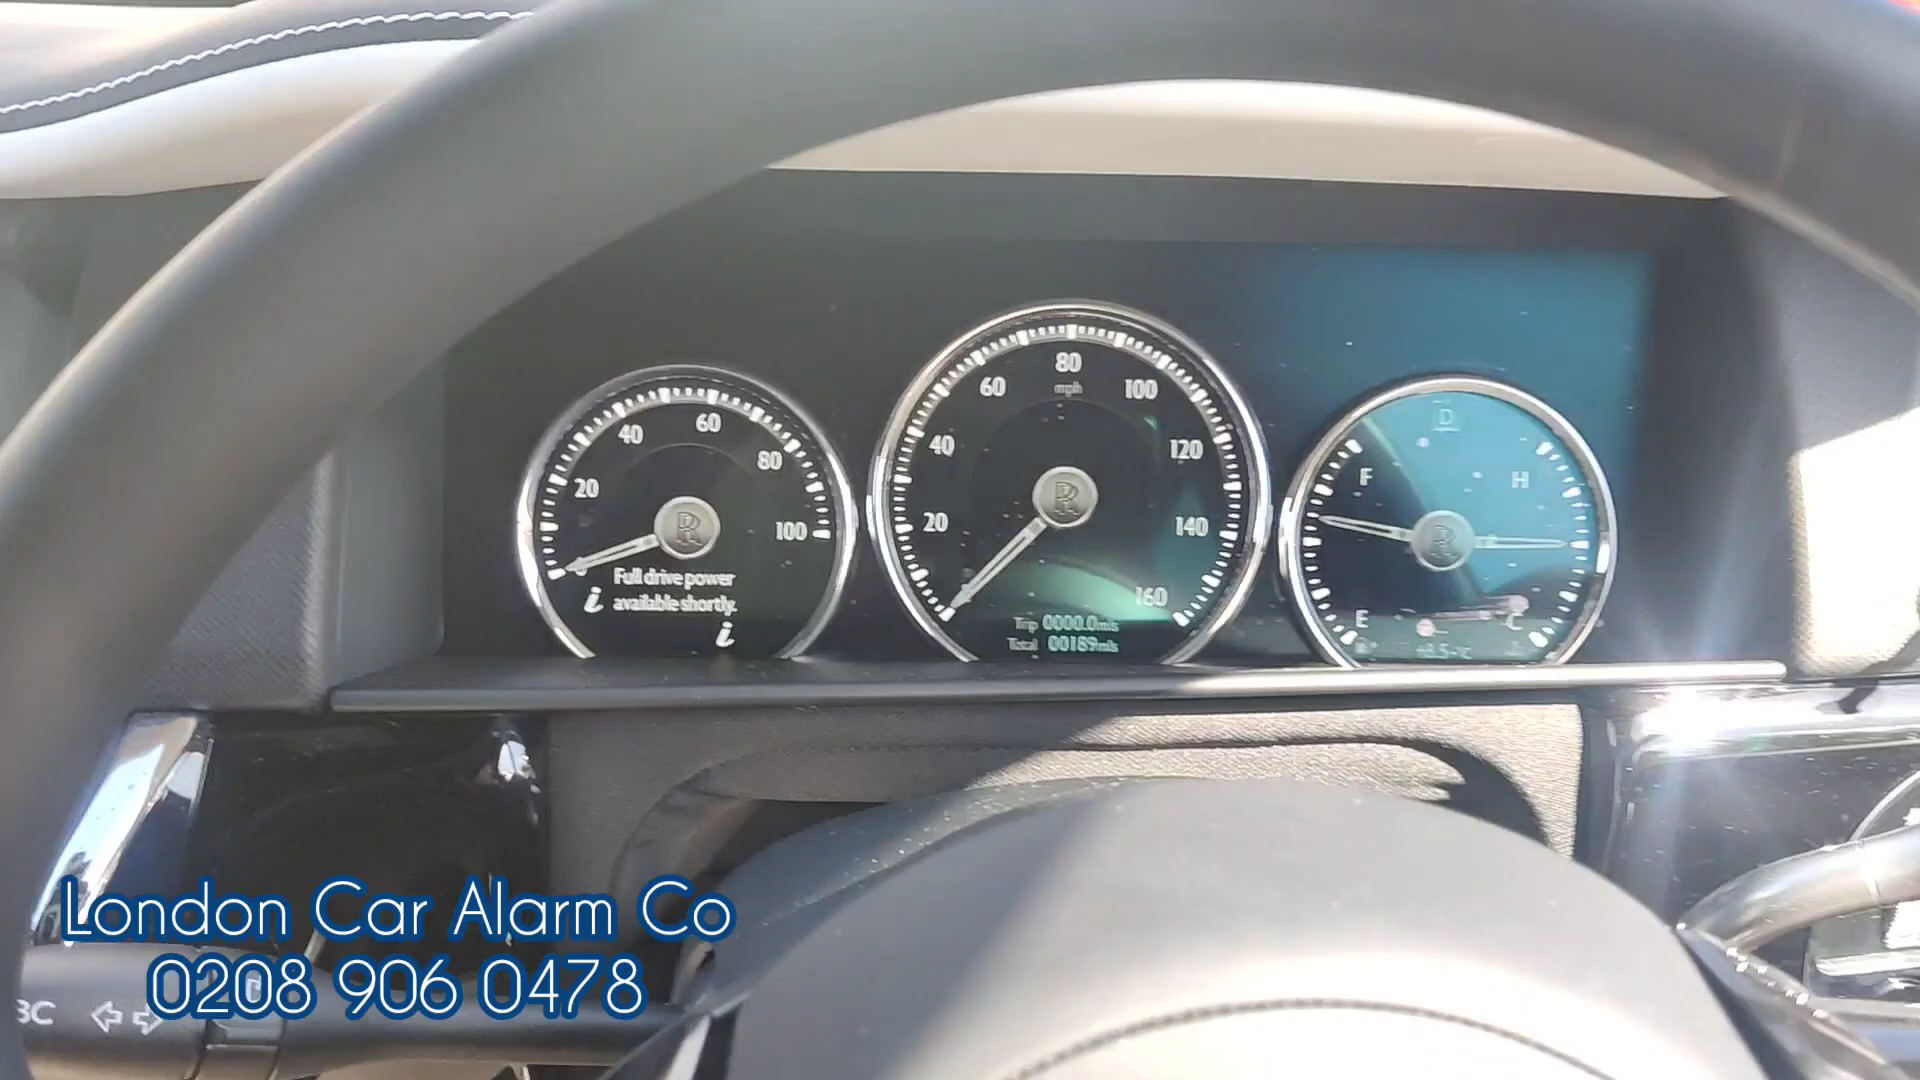 80
60 mph 100
40 120
20 140
160
Trip 0000.0mls
Total 00189mls
60
40 80
20 100
Full drive power
i available shortly.
i
D
F H
E C
R
R
R
London Car Alarm Co
0208 906 0478
BC